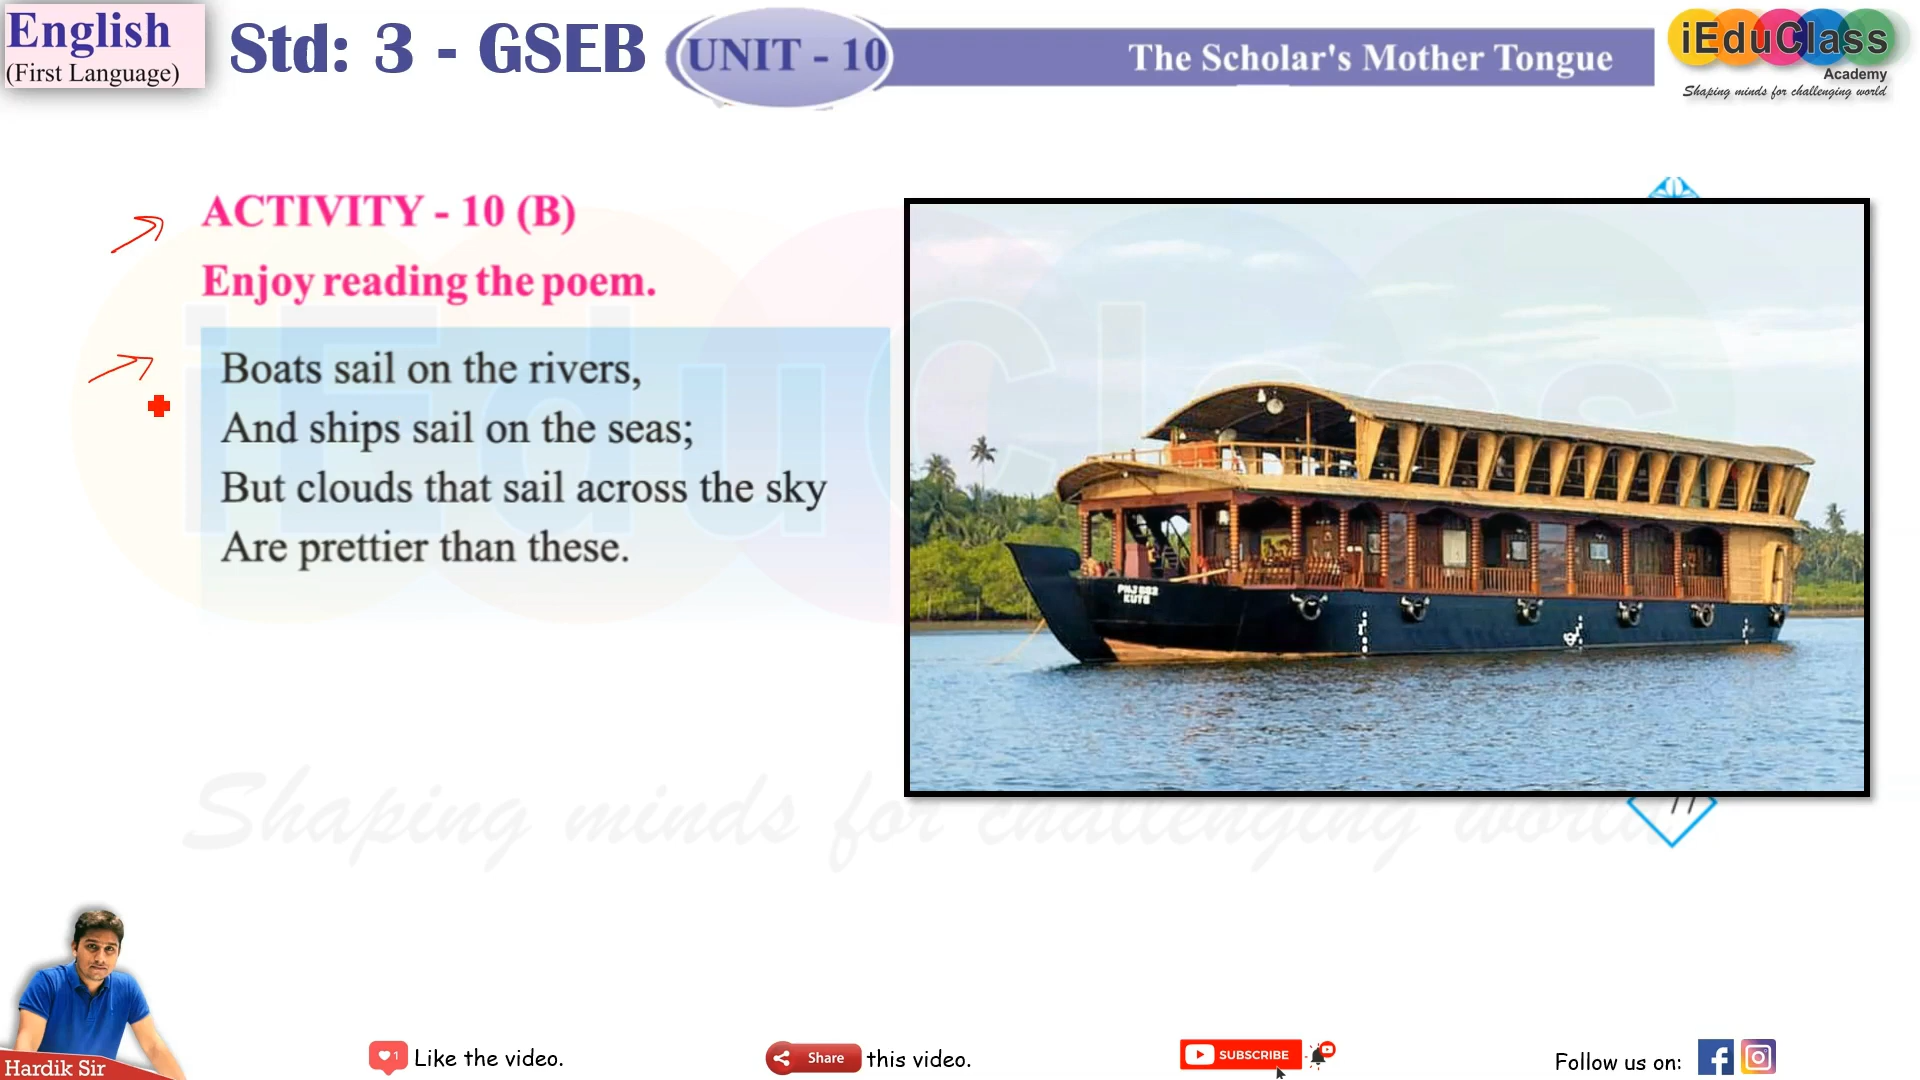 English
(First Language)
Std: 3 - GSEB
UNIT - 10
The Scholar's Mother Tongue
iEduClass
Academy
Shaping minds for challenging world
ACTIVITY - 10 (B)
Enjoy reading the poem.
Boats sail on the rivers,
And ships sail on the seas;
But clouds that sail across the sky
Are prettier than these.
iEduClass
Shaping minds for challenging world
Hardik Sir
1
Like the video.
Share
this video.
SUBSCRIBE
Follow us on: